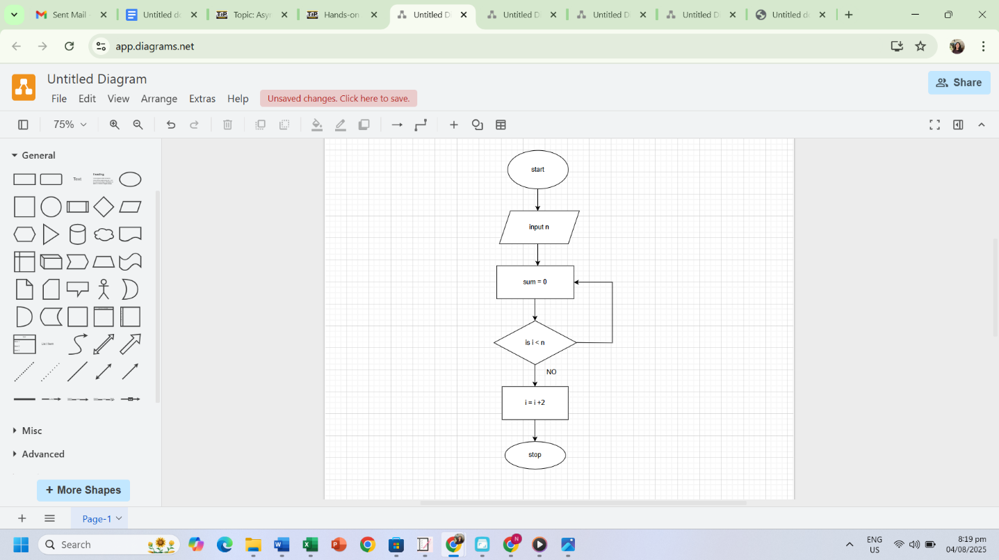 Sent Mail
Untitled do
Topic: Asyn
Hands-on
Untitled D
Untitled D
Untitled D
Untitled D
Untitled do
app.diagrams.net
Untitled Diagram
File Edit View Arrange Extras Help
Unsaved changes. Click here to save.
Share
75%
General
Text
Heading
List Item
Misc
Advanced
+ More Shapes
start
input n
sum = 0
is i < n
NO
i = i +2
stop
Page-1
Search
ENG
US
8:19 pm
04/08/2025